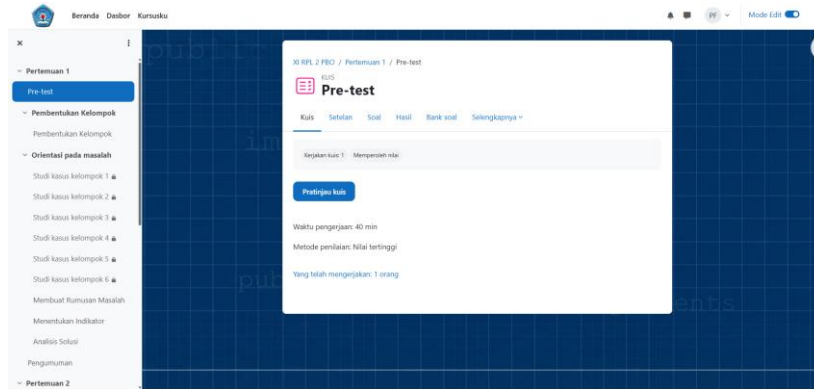 Beranda Dasbor Kursusku
PF
Mode Edit
Pertemuan 1
Pre-test
Pembentukan Kelompok
Pembentukan Kelompok
Orientasi pada masalah
Studi kasus kelompok 1
Studi kasus kelompok 2
Studi kasus kelompok 3
Studi kasus kelompok 4
Studi kasus kelompok 5
Studi kasus kelompok 6
Membuat Rumusan Masalah
Menentukan Indikator
Analisis Solusi
Pengumuman
Pertemuan 2
XI RPL 2 PBO / Pertemuan 1 / Pre-test
KUIS
Pre-test
Kuis Setelan Soal Hasil Bank soal Selengkapnya
Kerjakan kuis: 1 Memperoleh nilai
Pratinjau kuis
Waktu pengerjaan: 40 min
Metode penilaian: Nilai tertinggi
Yang telah mengerjakan: 1 orang